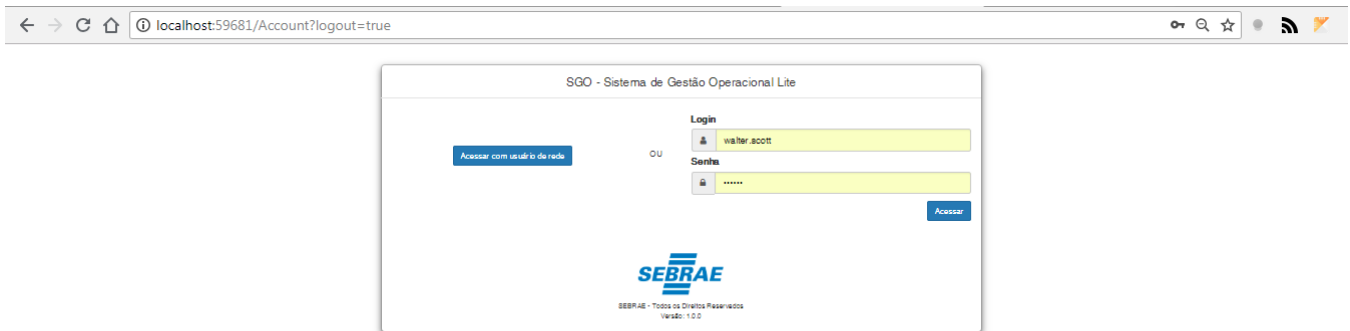 localhost:59681/Account?logout=true
SGO - Sistema de Gestão Operacional Lite
Login
walter.scott
Acessar com usuário de rede
OU
Senha
••••••
Acessar
SEBRAE
SEBRAE - Todos os Direitos Reservados
Versão: 1.0.0